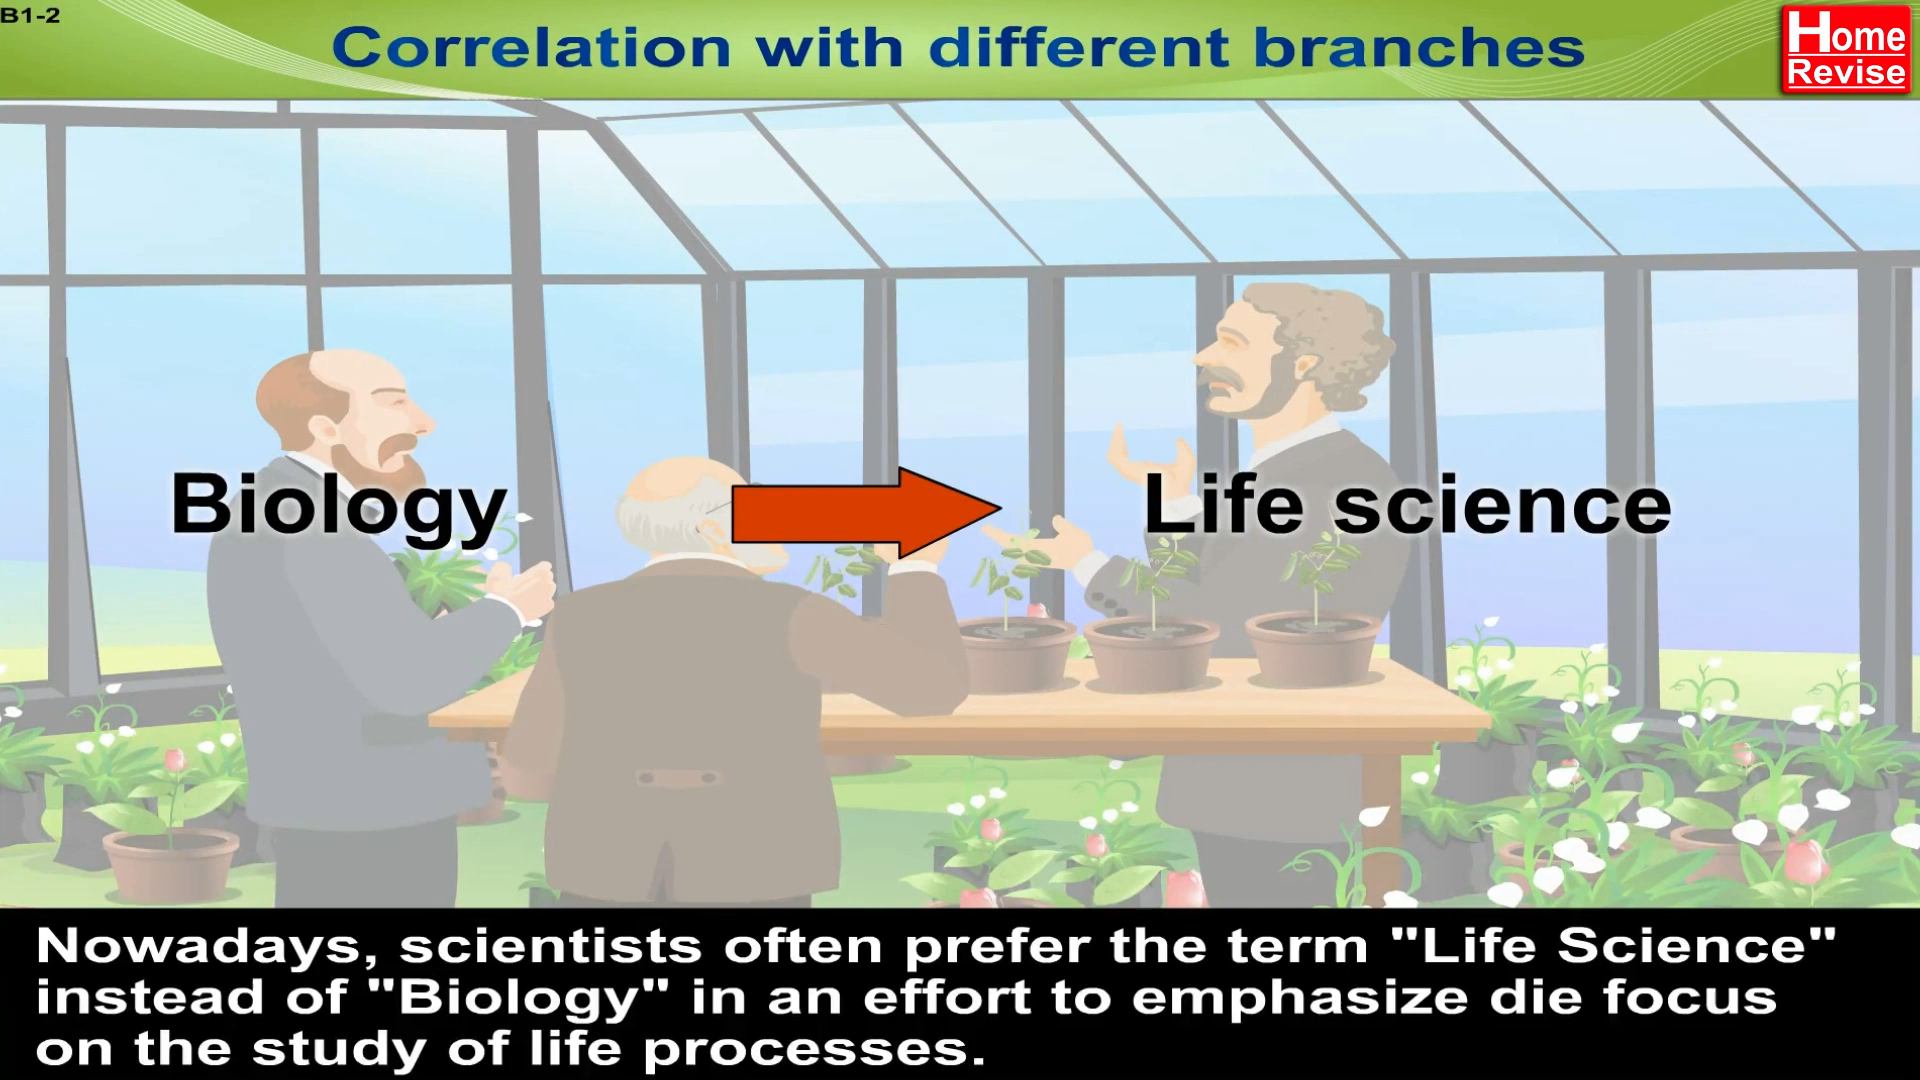 B1-2
Correlation with different branches
Home
Revise
Biology
Life science
Nowadays, scientists often prefer the term "Life Science"
instead of "Biology" in an effort to emphasize die focus
on the study of life processes.